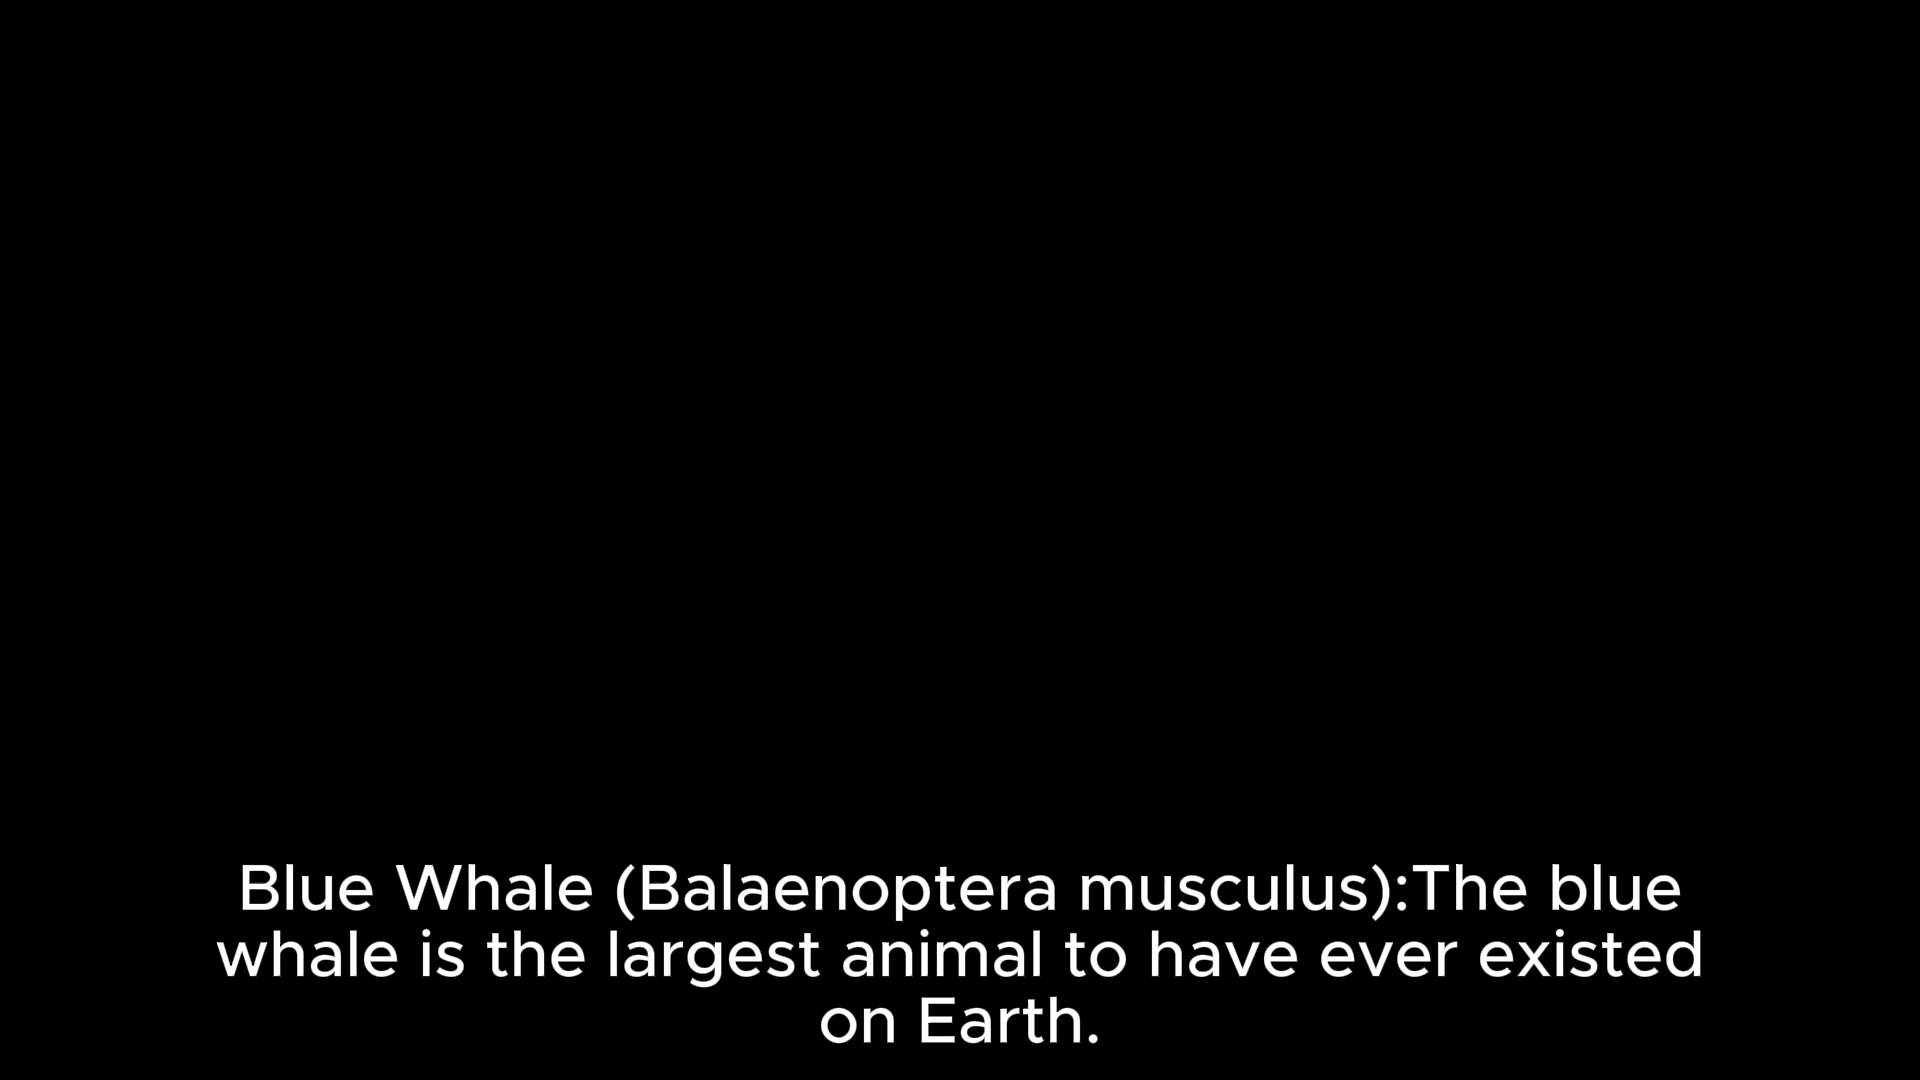 Blue Whale (Balaenoptera musculus):The blue
whale is the largest animal to have ever existed
on Earth.